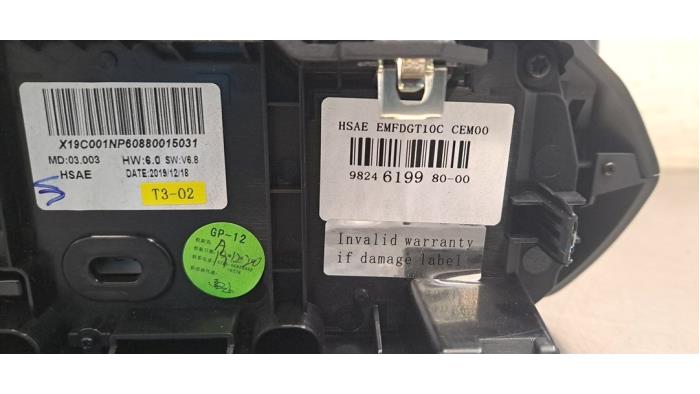 X19C001NP60880015031
MD:03.003 HW:6.0 SW:V6.8
HSAE DATE:2019/12/18
T3-02
GP-12
HSAE EMFDGT10C CEM00
9824 6199 80-00
Invalid warranty
if damage label